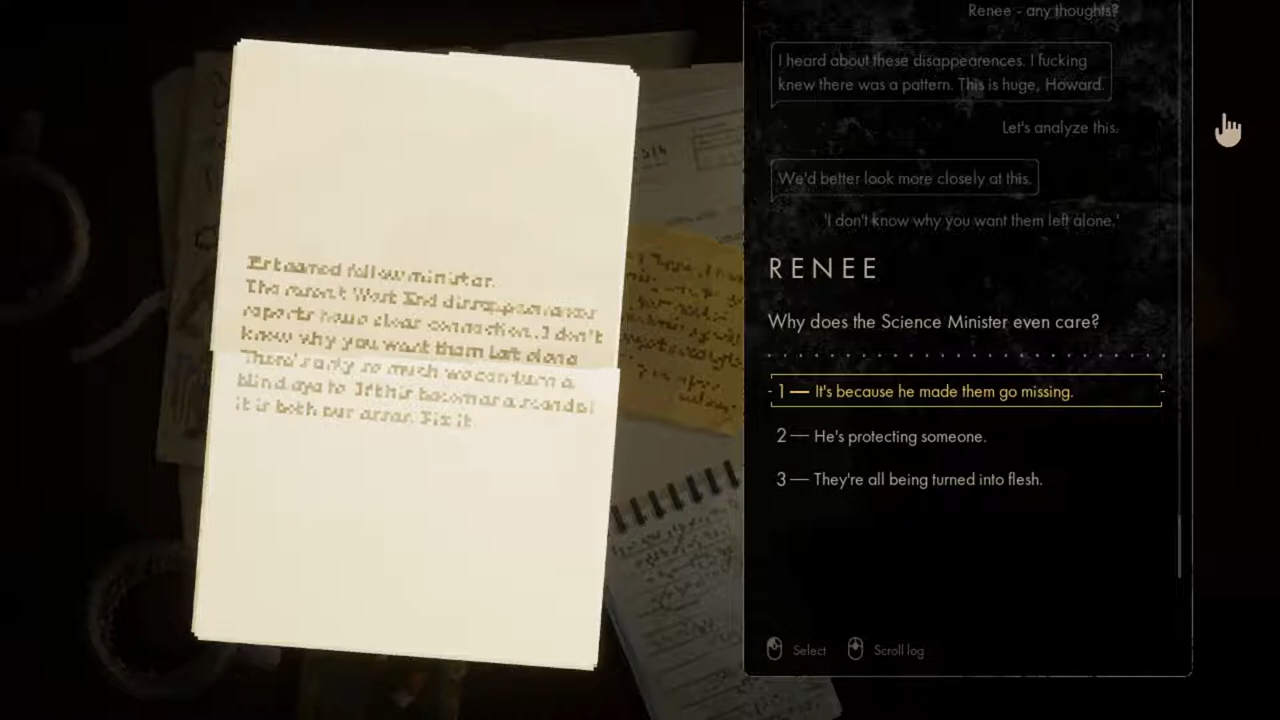 Esteemed fellow minister.
The recent West End disappearances
reports have clear connection. I don't
know why you want them left alone
There's only so much we can turn a
blind eye to. If this becomes a scandal
it is both our arses. Fix it.
Renee - any thoughts?
I heard about these disappearences. I fucking
knew there was a pattern. This is huge, Howard.
Let's analyze this.
We'd better look more closely at this.
'I don't know why you want them left alone.'
RENEE
Why does the Science Minister even care?
1 — It's because he made them go missing.
2 — He's protecting someone.
3 — They're all being turned into flesh.
Select
Scroll log